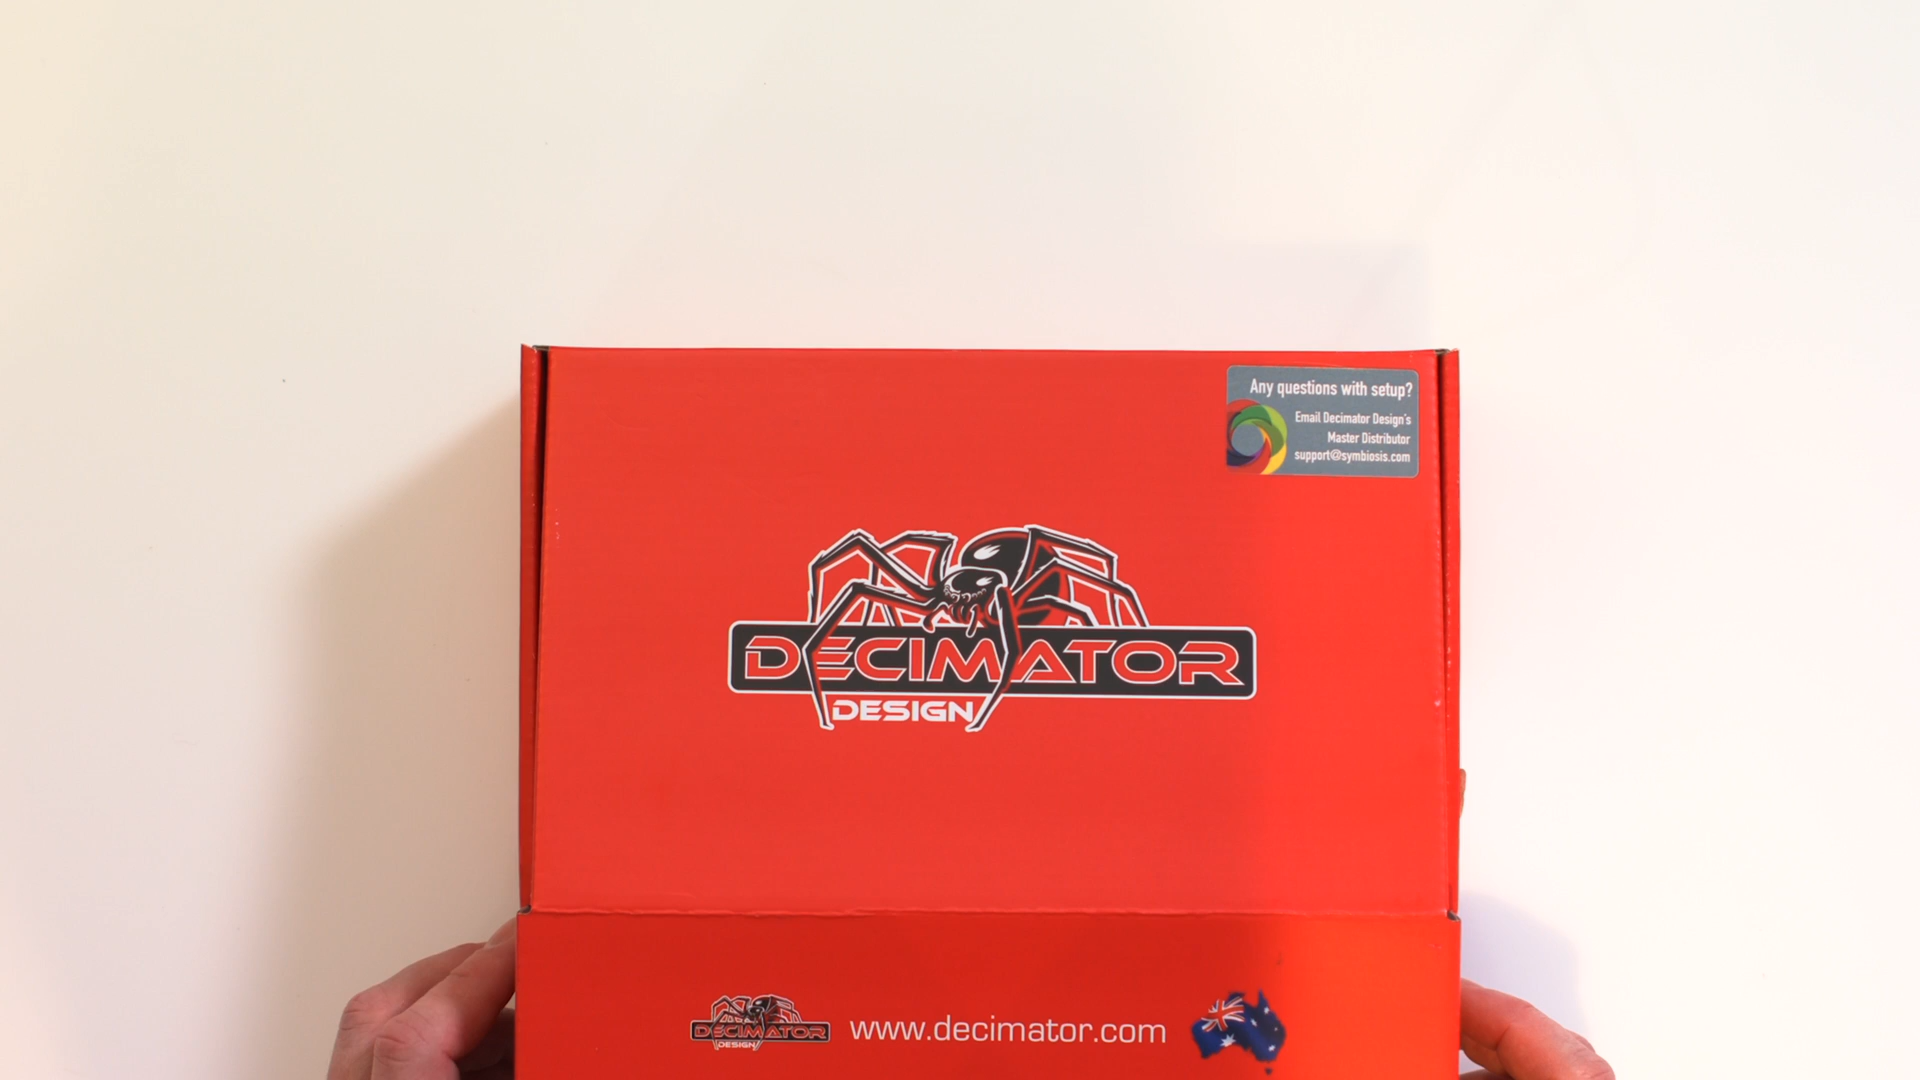 Any questions with setup?
Email Decimator Design's
Master Distributor
support@symbiosis.com
DECIMATOR
DESIGN
DECIMATOR
DESIGN
www.decimator.com